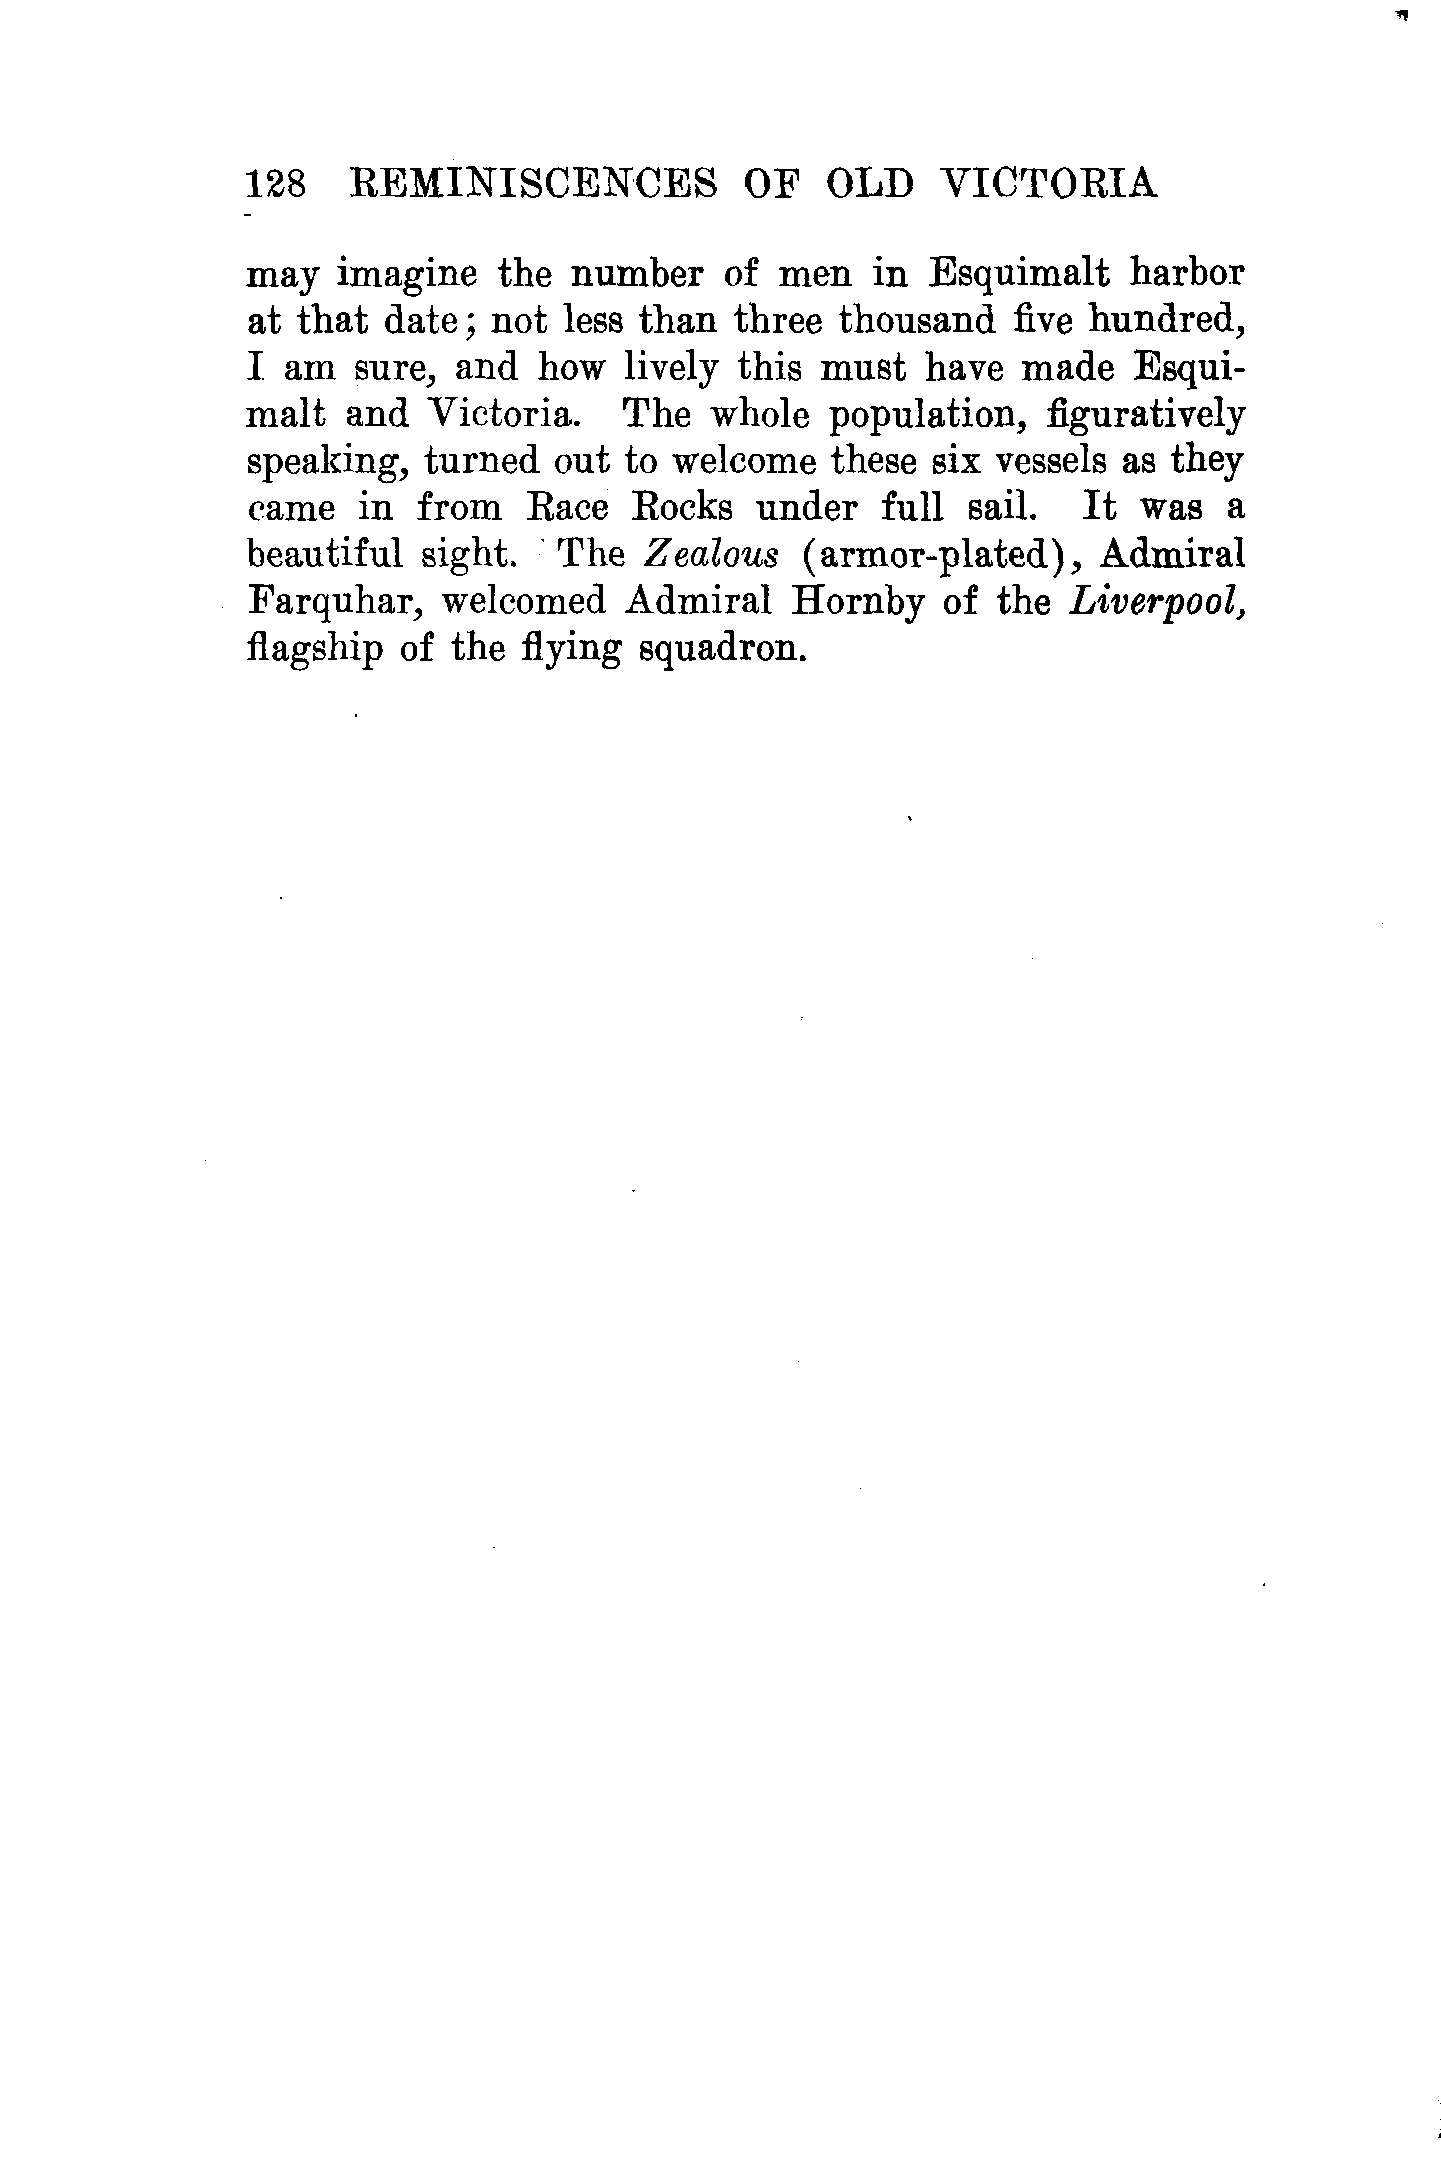 128 REMINISCENCES OF OLD VICTORIA
may imagine the number of men in Esquimalt harbor
at that date; not less than three thousand five hundred,
I am sure, and how lively this must have made Esqui-
malt and Victoria. The whole population, figuratively
speaking, turned out to welcome these six vessels as they
came in from Race Rocks under full sail. It was a
beautiful sight. The Zealous (armor-plated), Admiral
Farquhar, welcomed Admiral Hornby of the Liverpool,
flagship of the flying squadron.